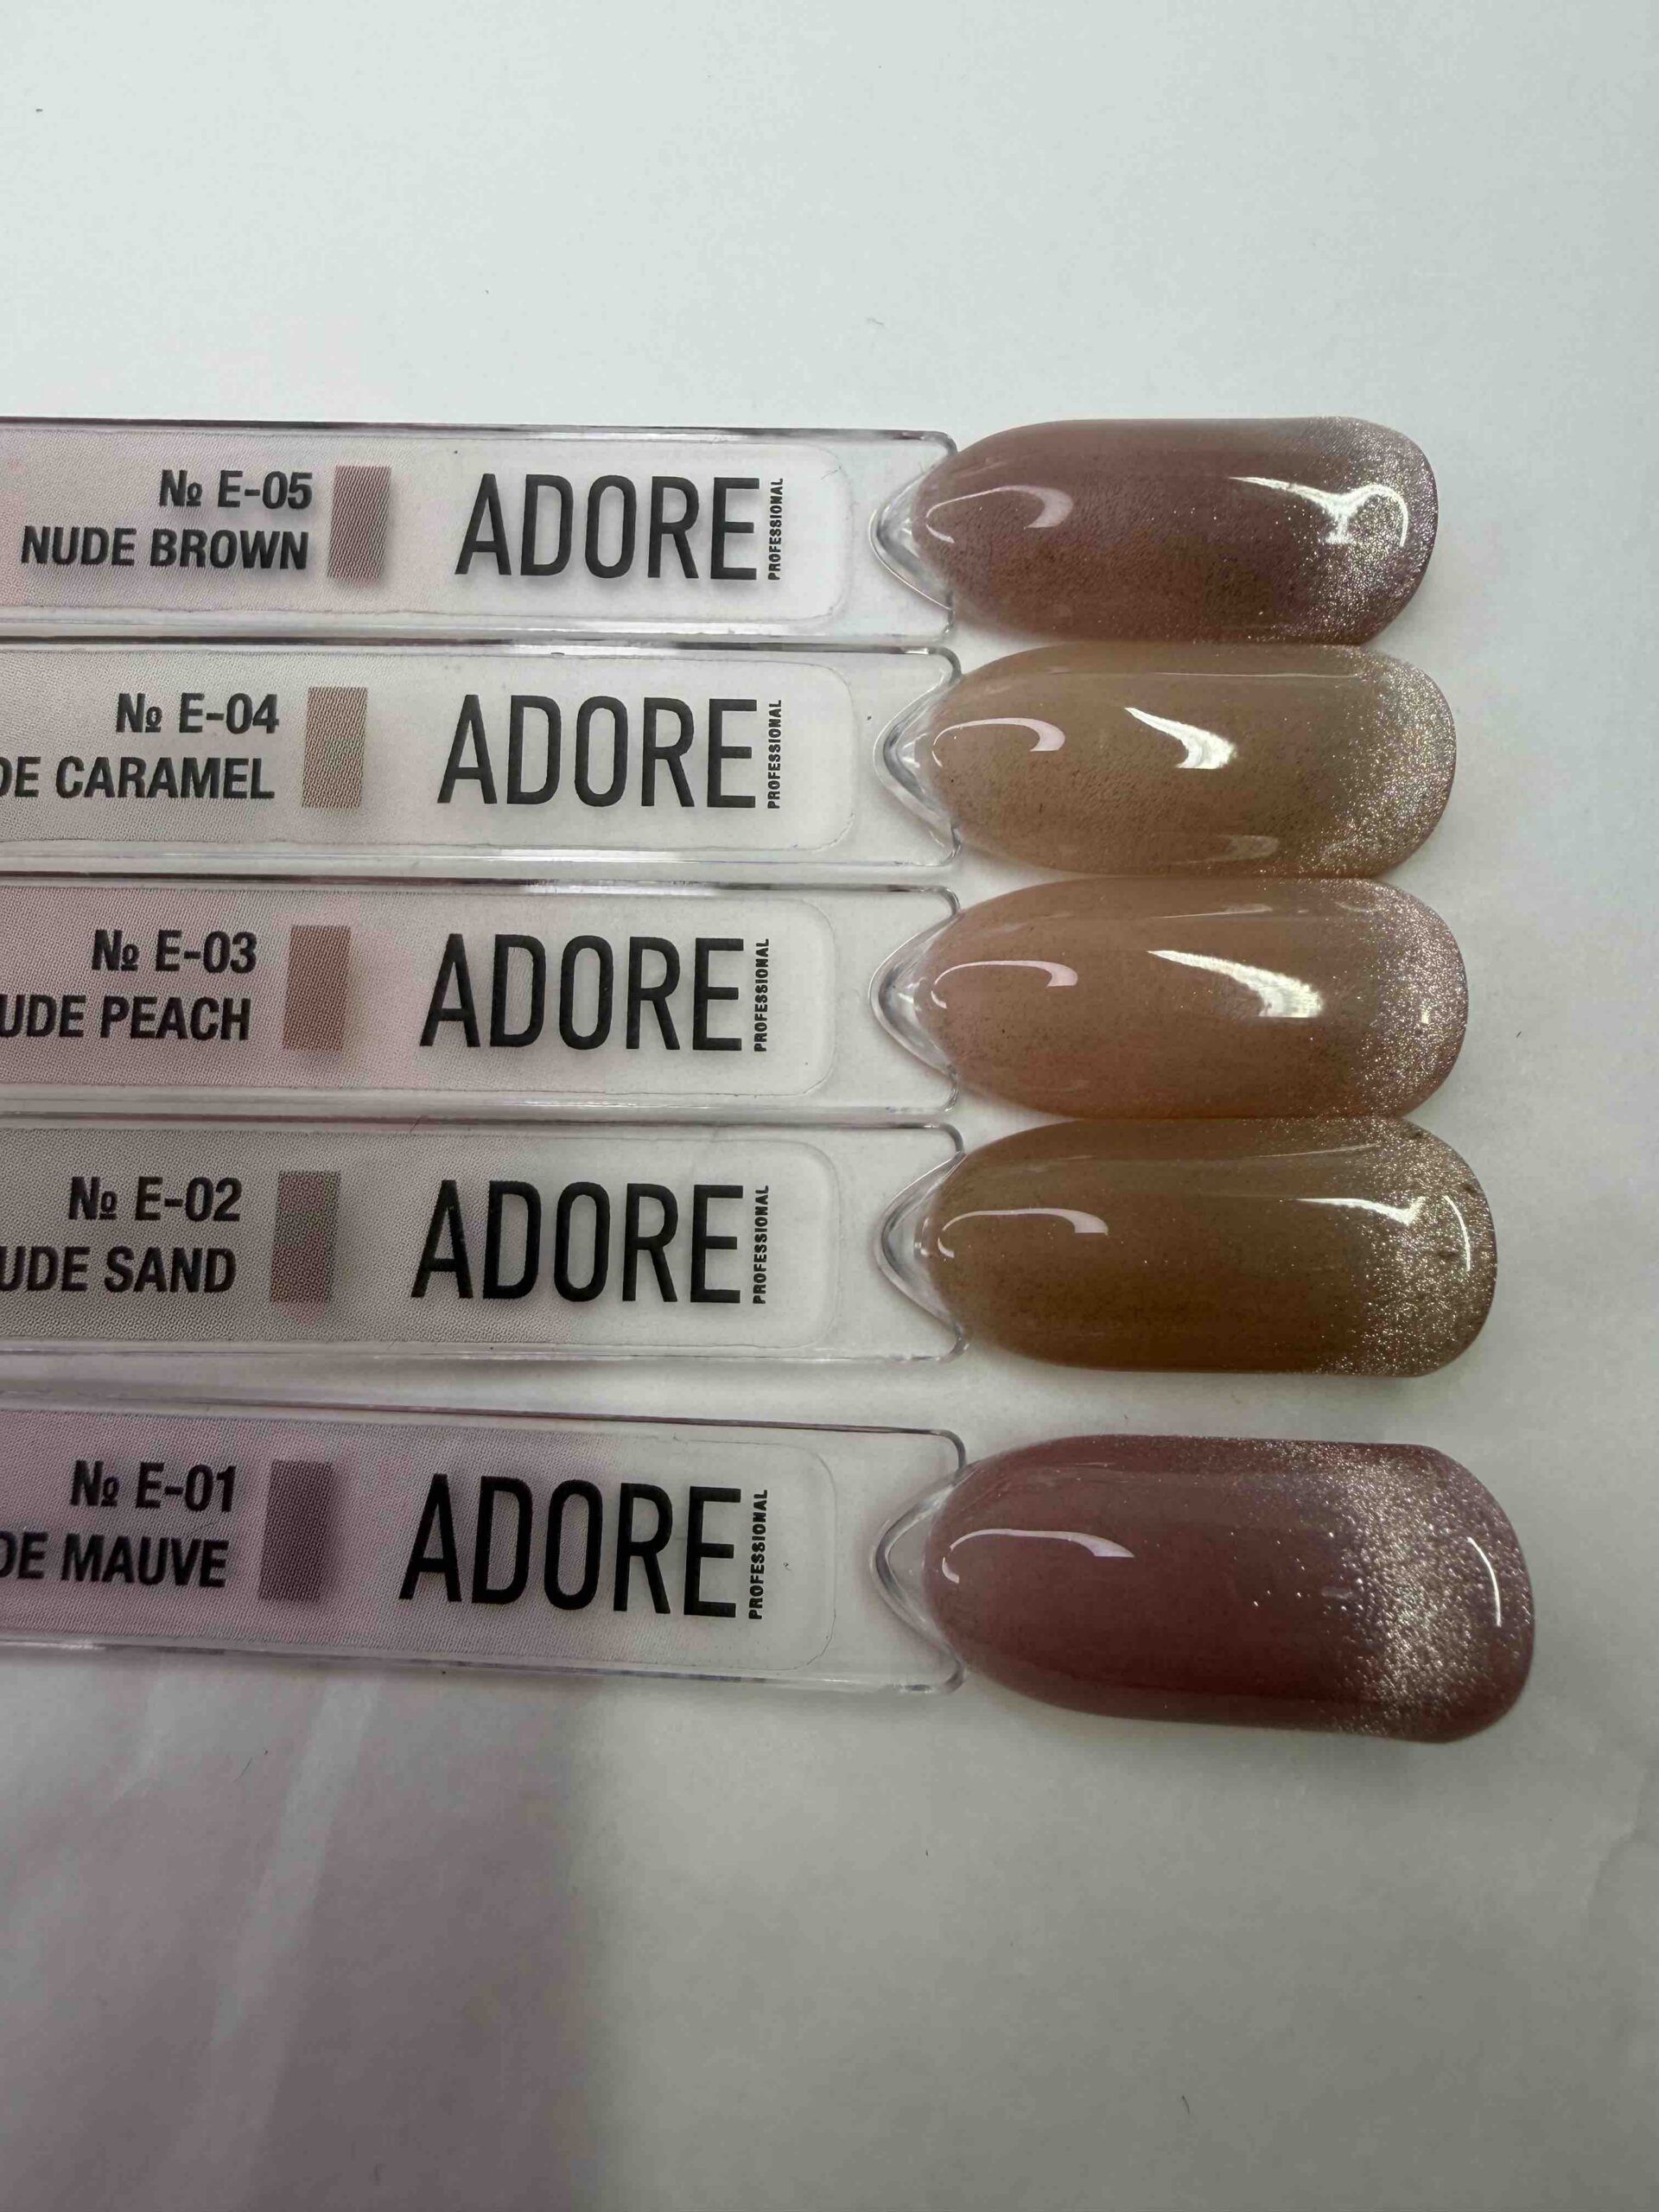 № E-05
NUDE BROWN
ADORE
PROFESSIONAL
№ E-04
DE CARAMEL
ADORE
PROFESSIONAL
№ E-03
UDE PEACH
ADORE
PROFESSIONAL
№ E-02
UDE SAND
ADORE
PROFESSIONAL
№ E-01
DE MAUVE
ADORE
PROFESSIONAL